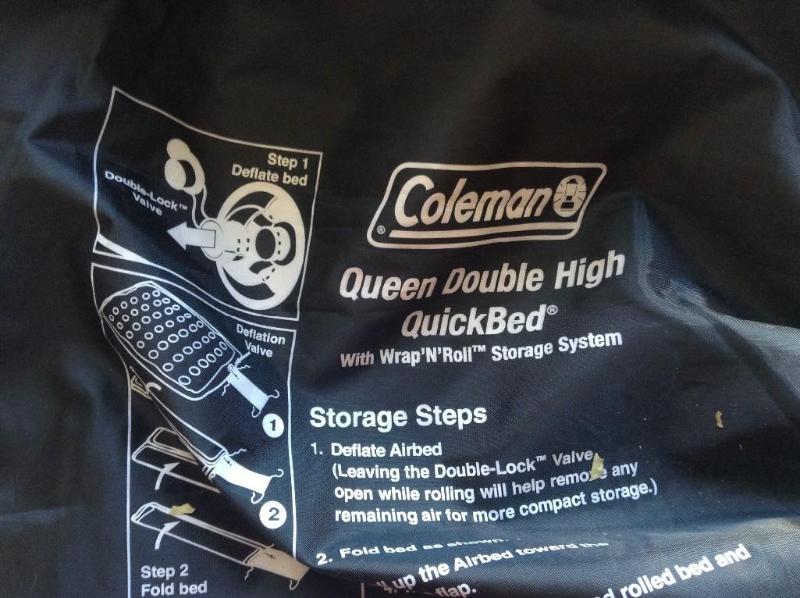 Step 1
Deflate bed
Double-Lock™
Valve
Deflation
Valve
1
2
Step 2
Fold bed
Coleman
®
Queen Double High
QuickBed®
With Wrap'N'Roll™ Storage System
Storage Steps
1. Deflate Airbed
(Leaving the Double-Lock™ Valve
open while rolling will help remove any
remaining air for more compact storage.)
2. Fold bed as shown.
up the Airbed toward the
flap.
rolled bed and